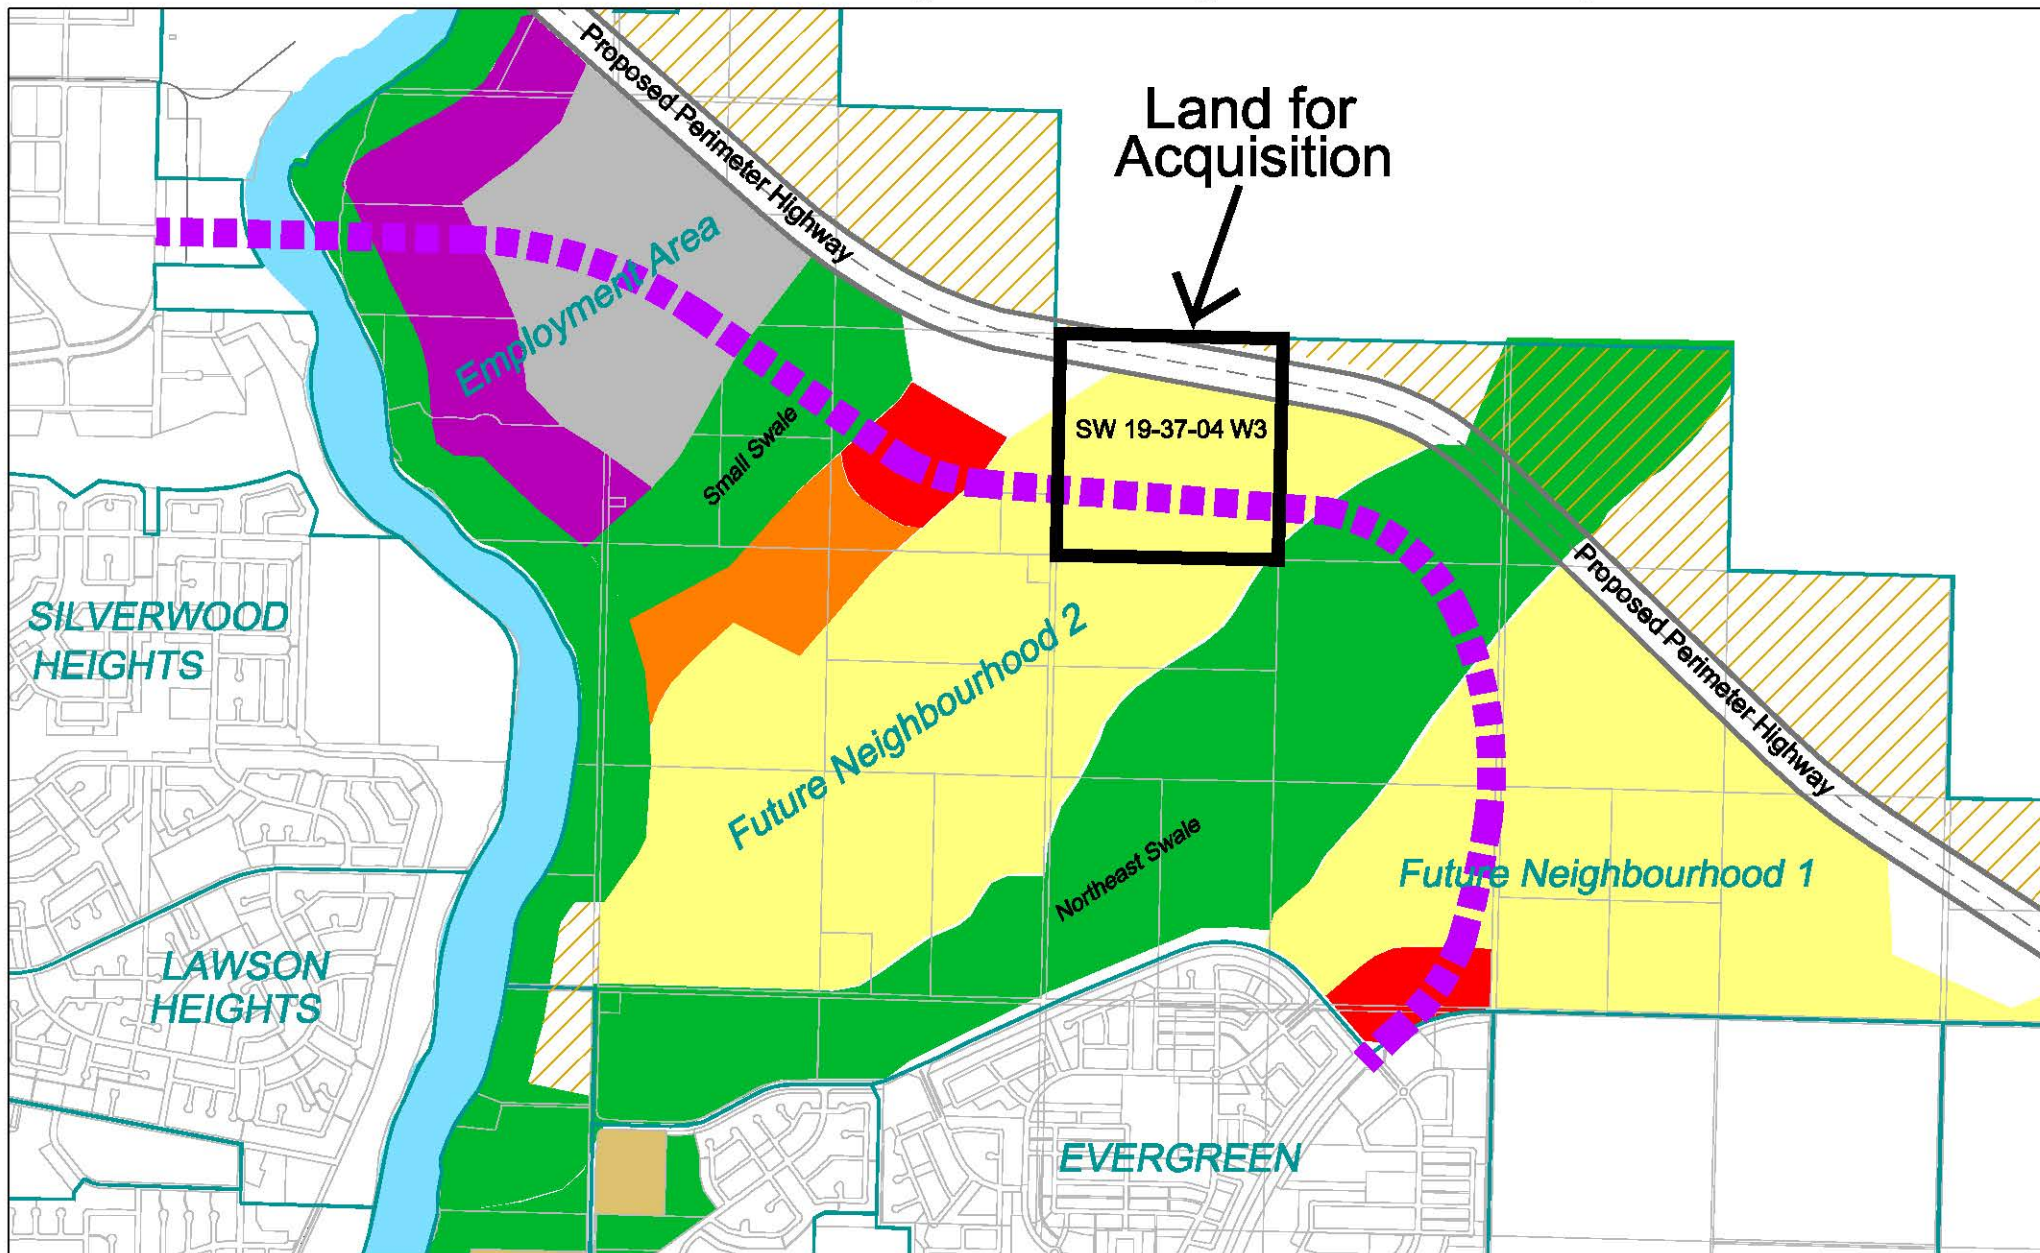 Proposed Perimeter Highway
Land for
Acquisition
Employment Area
SW 19-37-04 W3
Small Swale
Proposed Perimeter Highway
SILVERWOOD
HEIGHTS
Future Neighbourhood 2
Northeast Swale
Future Neighbourhood 1
LAWSON
HEIGHTS
EVERGREEN